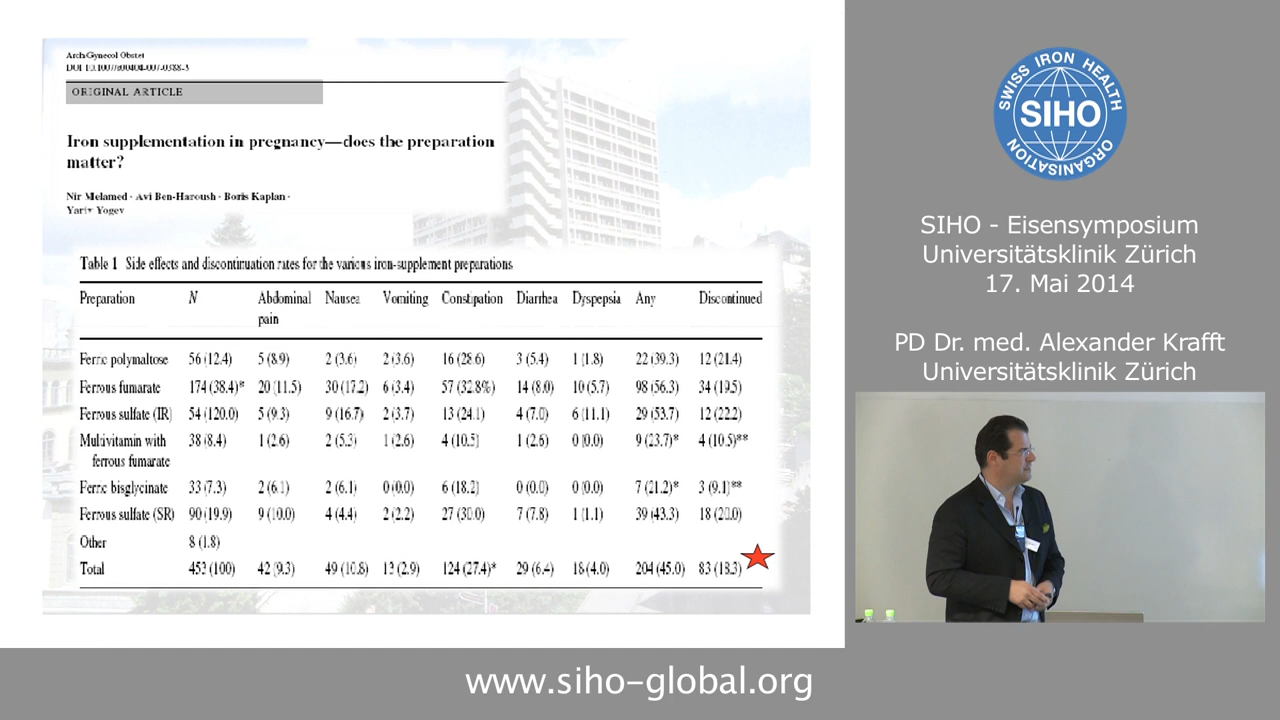 Arch Gynecol Obstet
DOI 10.1007/s00404-007-0388-3
ORIGINAL ARTICLE
Iron supplementation in pregnancy—does the preparation
matter?
Nir Melamed · Avi Ben-Haroush · Boris Kaplan ·
Yariv Yogev
Table 1 Side effects and discontinuation rates for the various iron-supplement preparations
Preparation N Abdominal pain Nausea Vomiting Constipation Diarrhea Dyspepsia Any Discontinued
Ferric polymaltose 56 (12.4) 5 (8.9) 2 (3.6) 2 (3.6) 16 (28.6) 3 (5.4) 1 (1.8) 22 (39.3) 12 (21.4)
Ferrous fumarate 174 (38.4)* 20 (11.5) 30 (17.2) 6 (3.4) 57 (32.8%) 14 (8.0) 10 (5.7) 98 (56.3) 34 (19.5)
Ferrous sulfate (IR) 54 (120.0) 5 (9.3) 9 (16.7) 2 (3.7) 13 (24.1) 4 (7.0) 6 (11.1) 29 (53.7) 12 (22.2)
Multivitamin with 38 (8.4) 1 (2.6) 2 (5.3) 1 (2.6) 4 (10.5) 1 (2.6) 0 (0.0) 9 (23.7)* 4 (10.5)**
ferrous fumarate
Ferric bisglycinate 33 (7.3) 2 (6.1) 2 (6.1) 0 (0.0) 6 (18.2) 0 (0.0) 0 (0.0) 7 (21.2)* 3 (9.1)**
Ferrous sulfate (SR) 90 (19.9) 9 (10.0) 4 (4.4) 2 (2.2) 27 (30.0) 7 (7.8) 1 (1.1) 39 (43.3) 18 (20.0)
Other 8 (1.8)
Total 453 (100) 42 (9.3) 49 (10.8) 13 (2.9) 124 (27.4)* 29 (6.4) 18 (4.0) 204 (45.0) 83 (18.3)
SWISS IRON HEALTH
SIHO
ORGANISATION
SIHO - Eisensymposium
Universitätsklinik Zürich
17. Mai 2014
PD Dr. med. Alexander Krafft
Universitätsklinik Zürich
www.siho-global.org